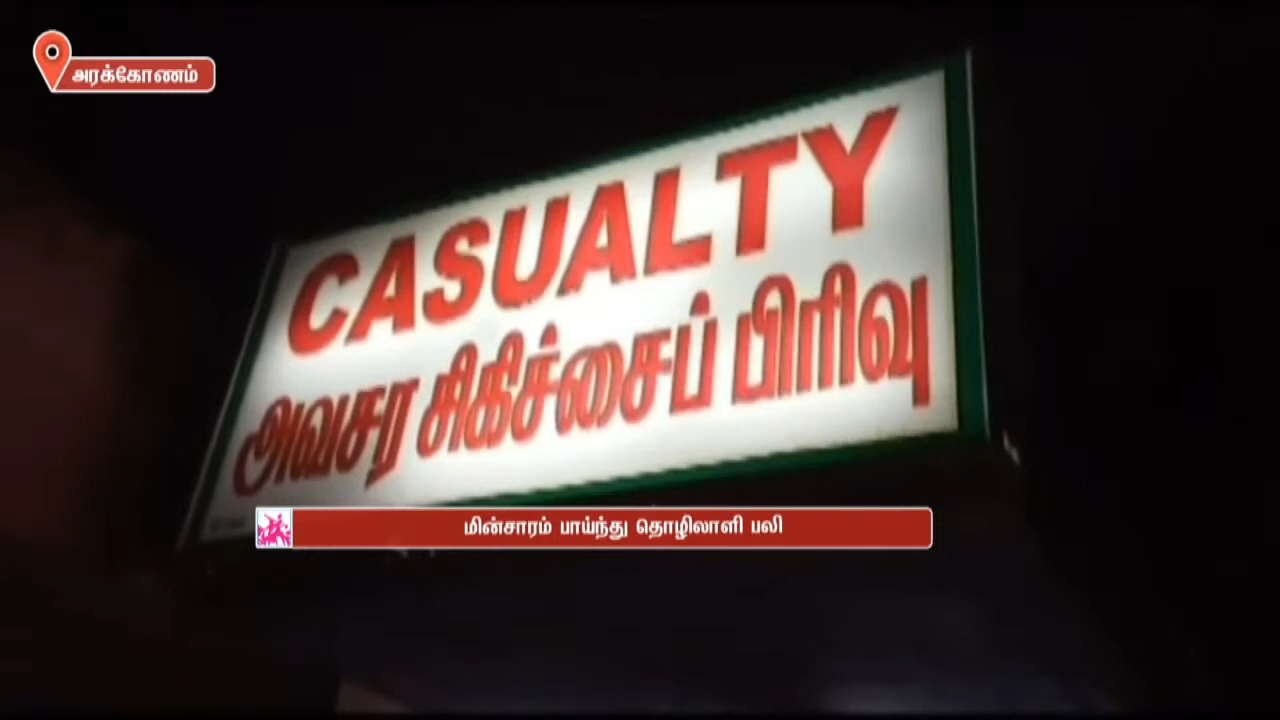 அரக்கோணம்
CASUALTY
அவசர சிகிச்சைப் பிரிவு
மின்சாரம் பாய்ந்து தொழிலாளி பலி